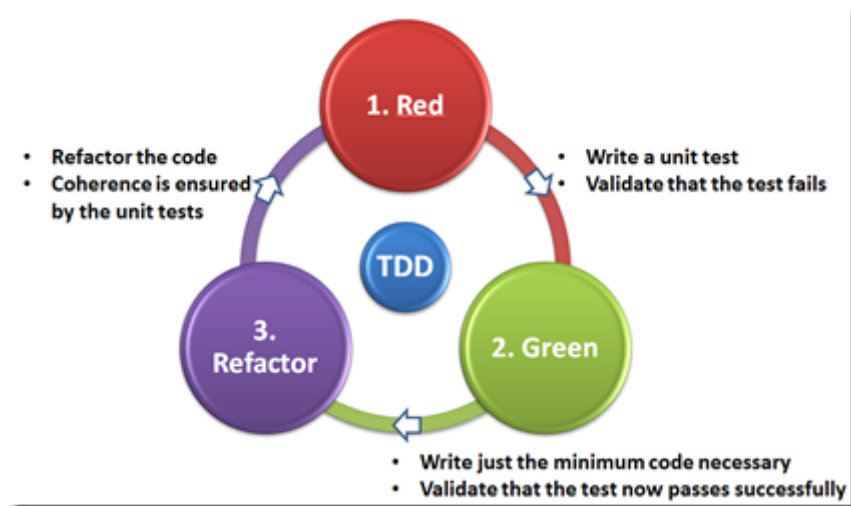 1. Red
• Refactor the code
• Coherence is ensured
by the unit tests
• Write a unit test
• Validate that the test fails
TDD
3.
Refactor
2. Green
• Write just the minimum code necessary
• Validate that the test now passes successfully